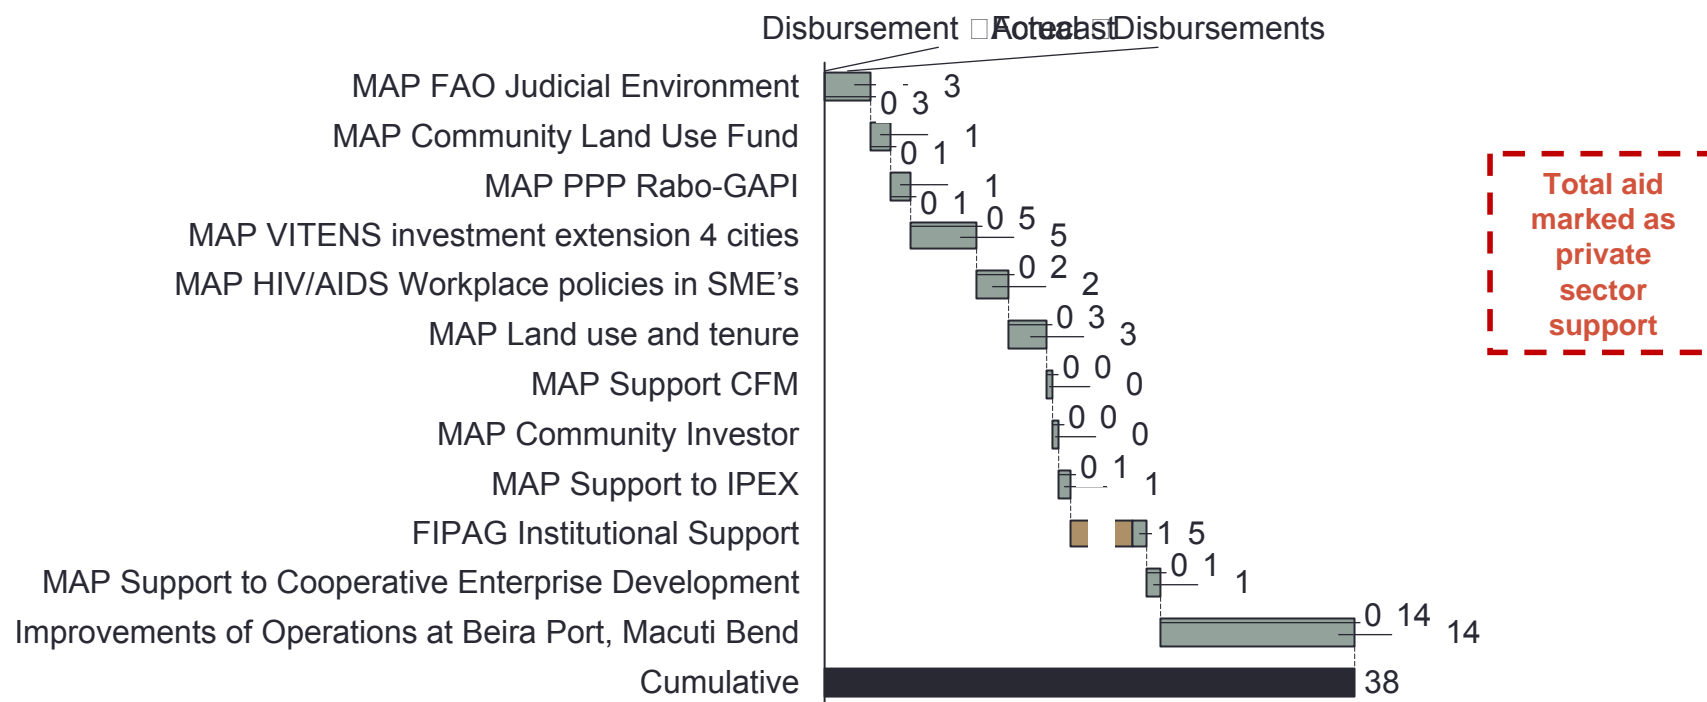 Disbursement Forecast
Actual Disbursements
MAP FAO Judicial Environment 3
0 3
MAP Community Land Use Fund 1
0 1
MAP PPP Rabo-GAPI 1
0 1
0 5
MAP VITENS investment extension 4 cities 5
0 2
MAP HIV/AIDS Workplace policies in SME’s 2
0 3
MAP Land use and tenure 3
0 0
MAP Support CFM 0
0 0
MAP Community Investor 0
0 1
MAP Support to IPEX 1
FIPAG Institutional Support 1 5
0 1
MAP Support to Cooperative Enterprise Development 1
0 14
Improvements of Operations at Beira Port, Macuti Bend 14
Cumulative 38
Total aid
marked as
private
sector
support